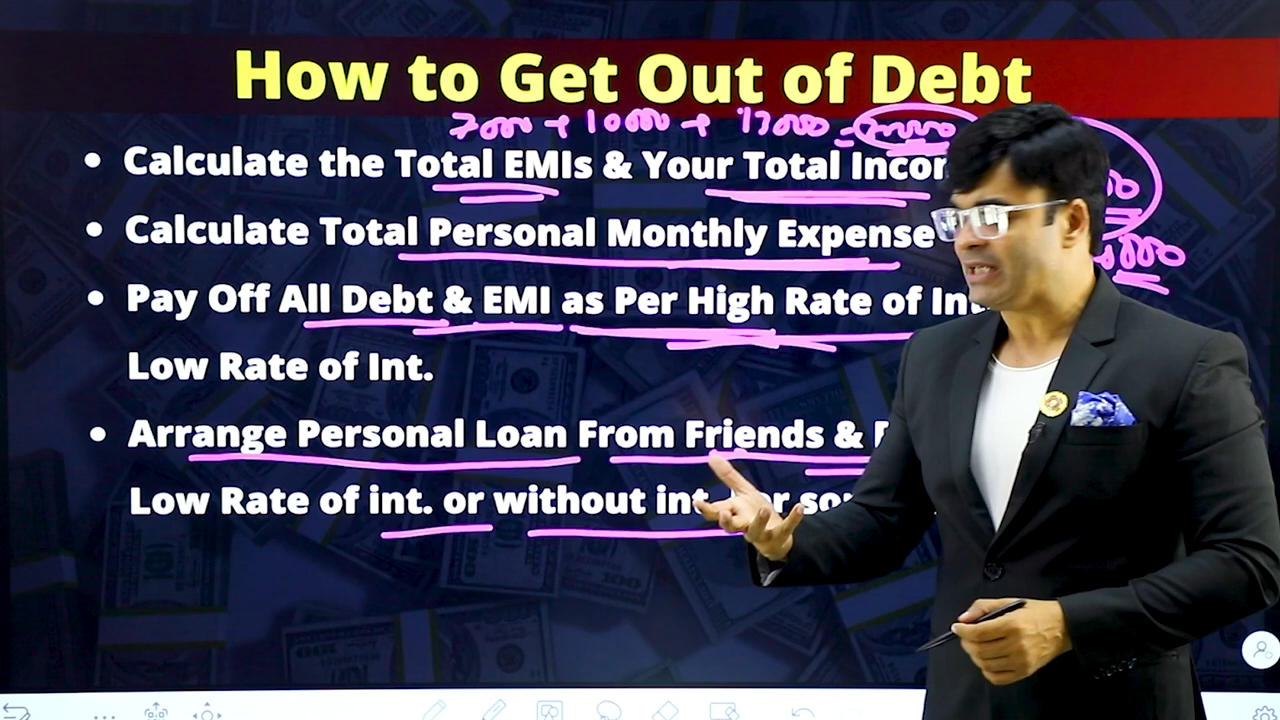 How to Get Out of Debt
7000 + 10000 + 13000 =
• Calculate the Total EMIs & Your Total
• Calculate Total Personal Monthly Expense
• Pay Off All Debt & EMI as Per High Rate of Int.
Low Rate of Int.
• Arrange Personal Loan From Friends &
Low Rate of int. or without int.